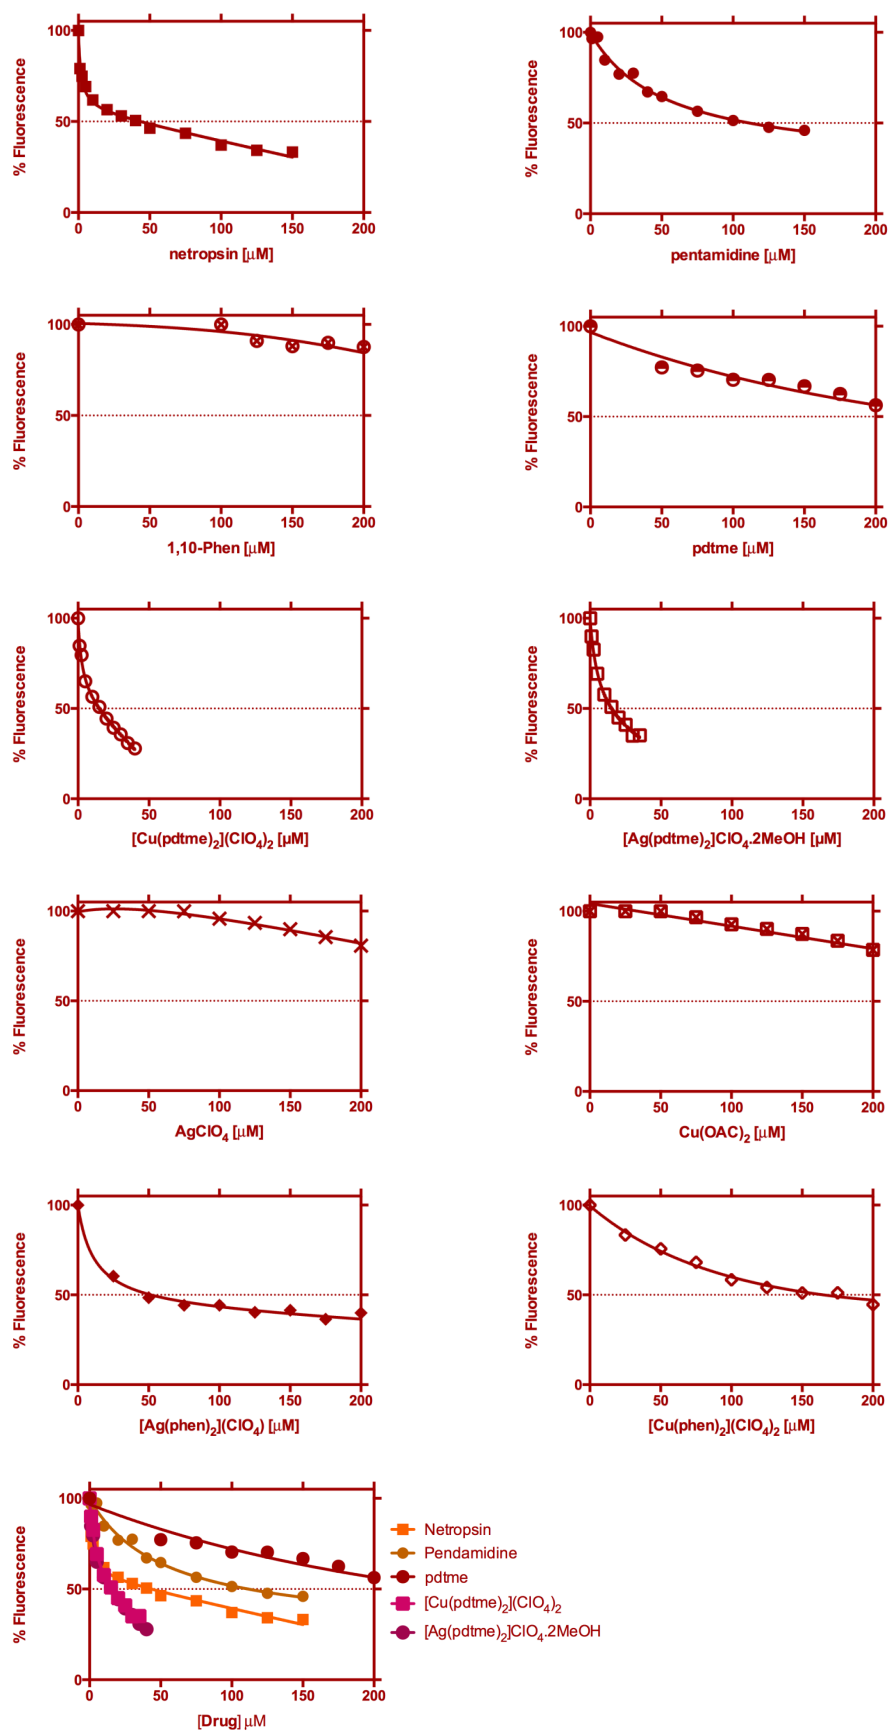 % Fluorescence
100
50
0
0 50 100 150 200
netropsin [µM]
% Fluorescence
100
50
0
0 50 100 150 200
pentamidine [µM]
% Fluorescence
100
50
0
0 50 100 150 200
1,10-Phen [µM]
% Fluorescence
100
50
0
0 50 100 150 200
pdtme [µM]
% Fluorescence
100
50
0
0 50 100 150 200
[Cu(pdtme)₂](ClO₄)₂ [µM]
% Fluorescence
100
50
0
0 50 100 150 200
[Ag(pdtme)₂]ClO₄.2MeOH [µM]
% Fluorescence
100
50
0
0 50 100 150 200
AgClO₄ [µM]
% Fluorescence
100
50
0
0 50 100 150 200
Cu(OAC)₂ [µM]
% Fluorescence
100
50
0
0 50 100 150 200
[Ag(phen)₂](ClO₄) [µM]
% Fluorescence
100
50
0
0 50 100 150 200
[Cu(phen)₂](ClO₄)₂ [µM]
% Fluorescence
100
50
0
0 50 100 150 200
[Drug] µM
Netropsin
Pendamidine
pdtme
[Cu(pdtme)₂](ClO₄)₂
[Ag(pdtme)₂]ClO₄.2MeOH